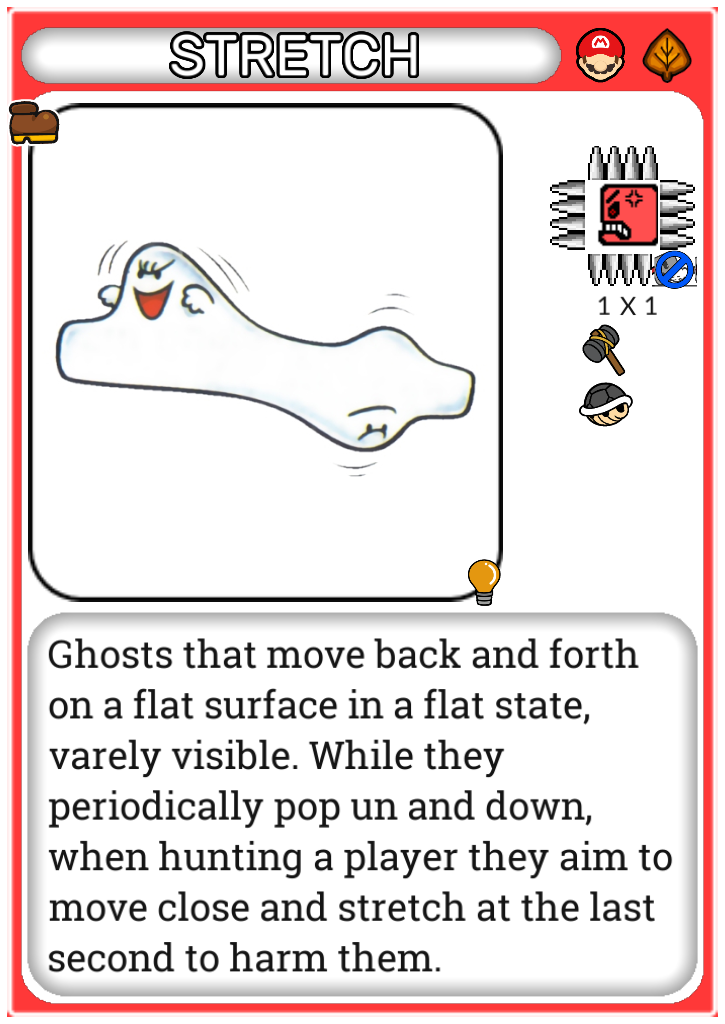 STRETCH
1 X 1
Ghosts that move back and forth
on a flat surface in a flat state,
varely visible. While they
periodically pop un and down,
when hunting a player they aim to
move close and stretch at the last
second to harm them.